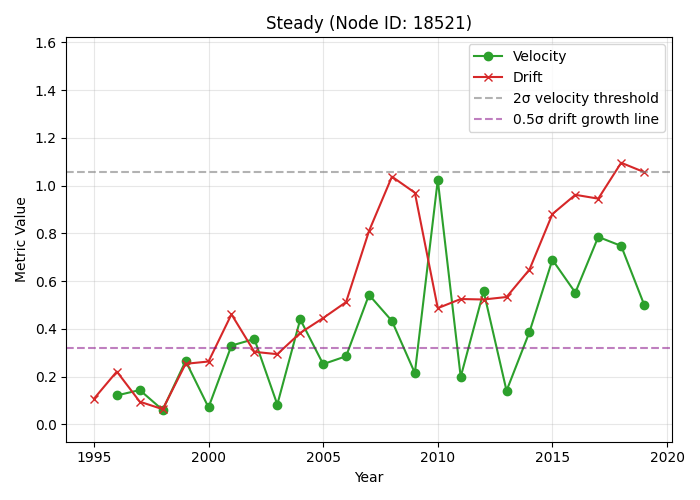 Steady (Node ID: 18521)
Velocity
Drift
2σ velocity threshold
0.5σ drift growth line
Metric Value
1.6
1.4
1.2
1.0
0.8
0.6
0.4
0.2
0.0
1995 2000 2005 2010 2015 2020
Year